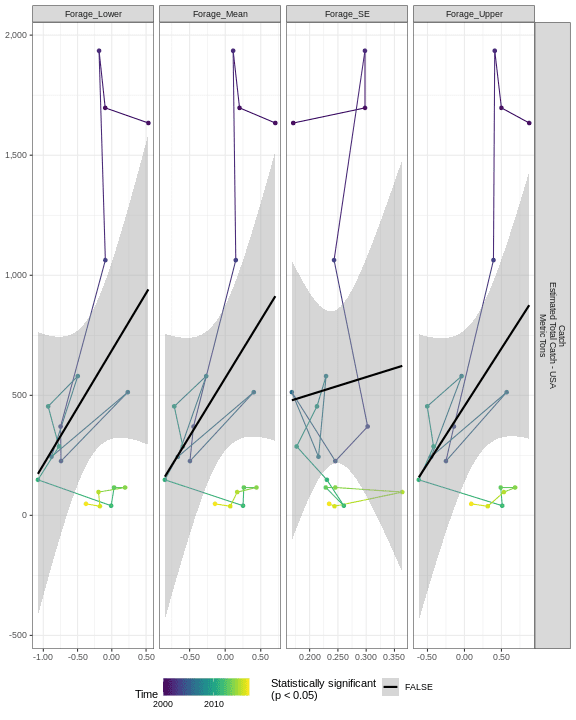 Forage_Lower Forage_Mean Forage_SE Forage_Upper
2,000
1,500
1,000
500
0
-500
Catch
Estimated Total Catch - USA
Metric Tons
-1.00 -0.50 0.00 0.50 -0.50 0.00 0.50 0.200 0.250 0.300 0.350 -0.50 0.00 0.50
Time
2000 2010
Statistically significant
(p < 0.05)
FALSE